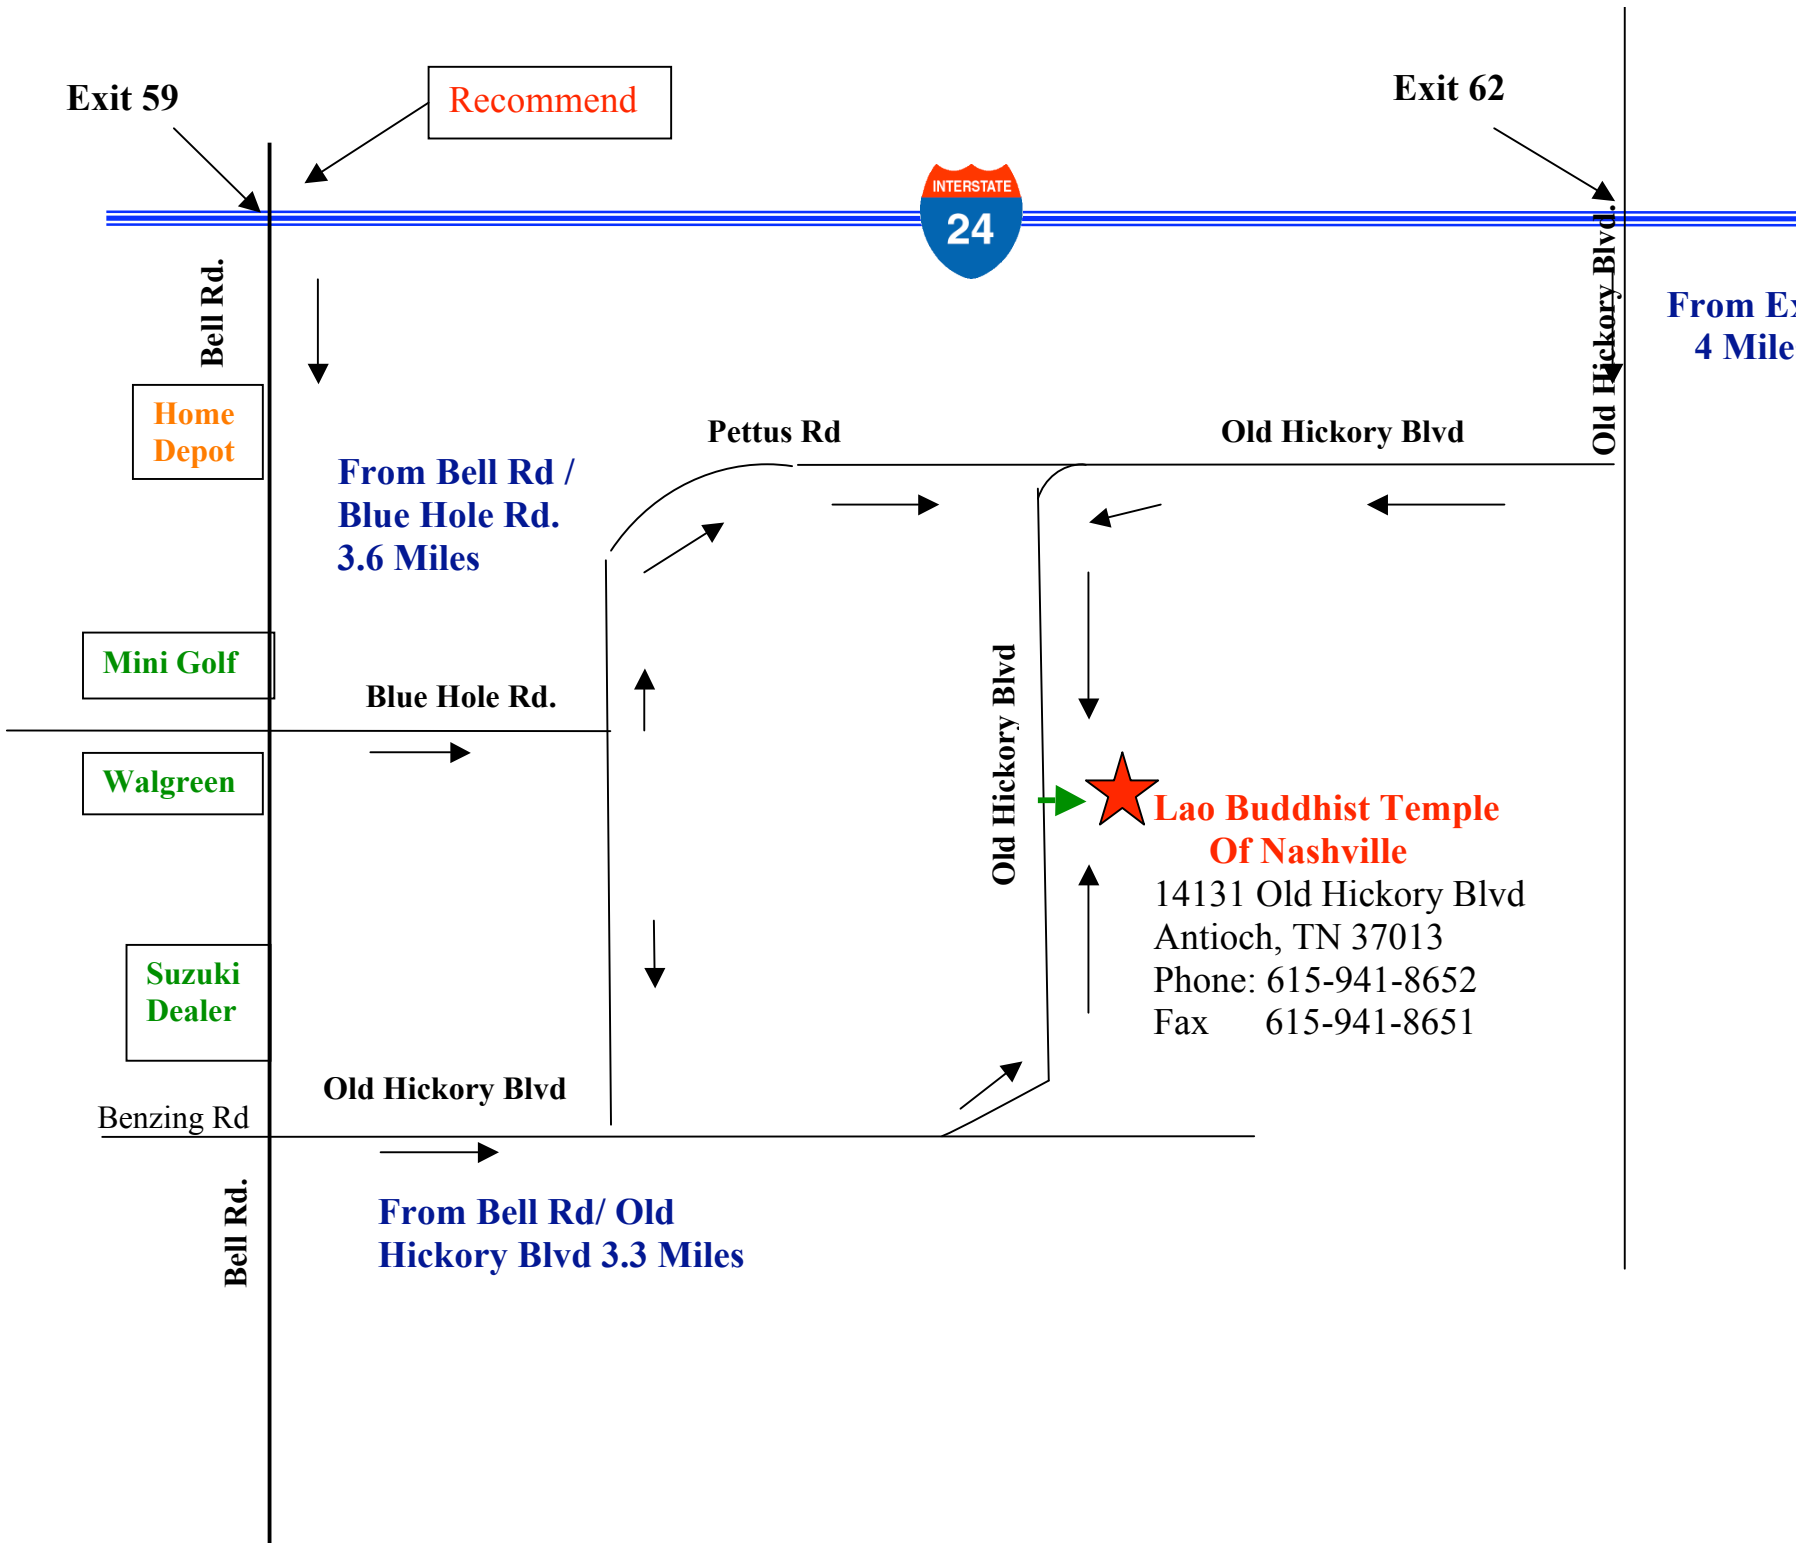 Exit 59
Recommend
Exit 62
INTERSTATE
24
Bell Rd.
Old Hickory Blvd.
From
4
Home
Depot
Pettus Rd
Old Hickory Blvd
From Bell Rd /
Blue Hole Rd.
3.6 Miles
Mini Golf
Blue Hole Rd.
Old Hickory Blvd
Walgreen
Lao Buddhist Temple
Of Nashville
14131 Old Hickory Blvd
Antioch, TN 37013
Phone: 615-941-8652
Fax 615-941-8651
Suzuki
Dealer
Old Hickory Blvd
Benzing Rd
Bell Rd.
From Bell Rd/ Old
Hickory Blvd 3.3 Miles